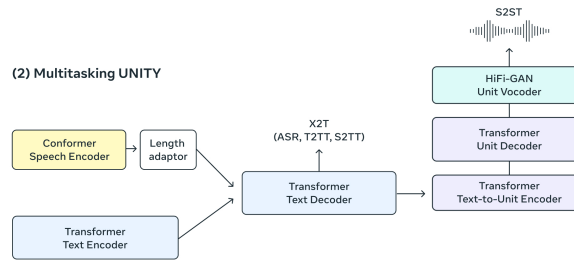 S2ST
(2) Multitasking UNITY
HiFi-GAN
Unit Vocoder
X2T
(ASR, T2TT, S2TT)
Conformer
Speech Encoder
Length
adaptor
Transformer
Unit Decoder
Transformer
Text Decoder
Transformer
Text-to-Unit Encoder
Transformer
Text Encoder